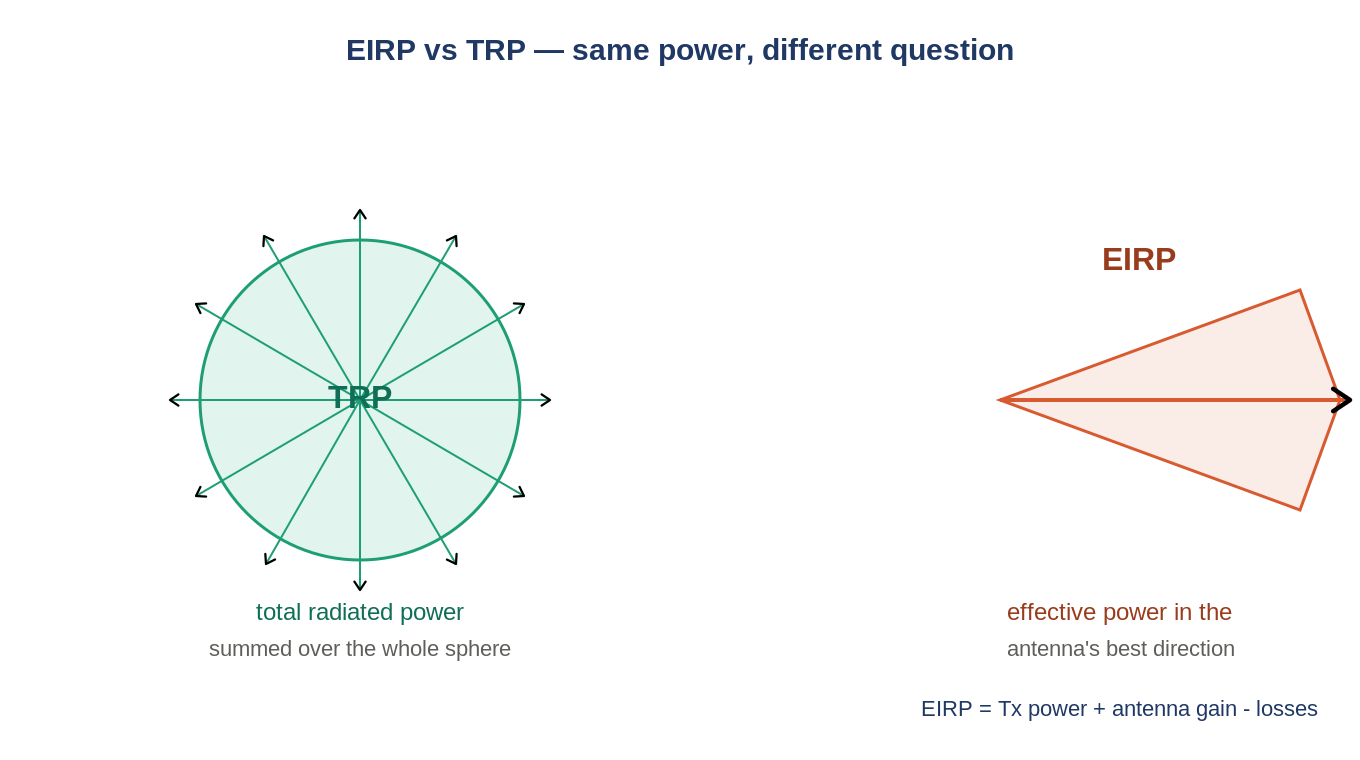 EIRP vs TRP — same power, different question
TRP
total radiated power
summed over the whole sphere
EIRP
effective power in the
antenna's best direction
EIRP = Tx power + antenna gain - losses